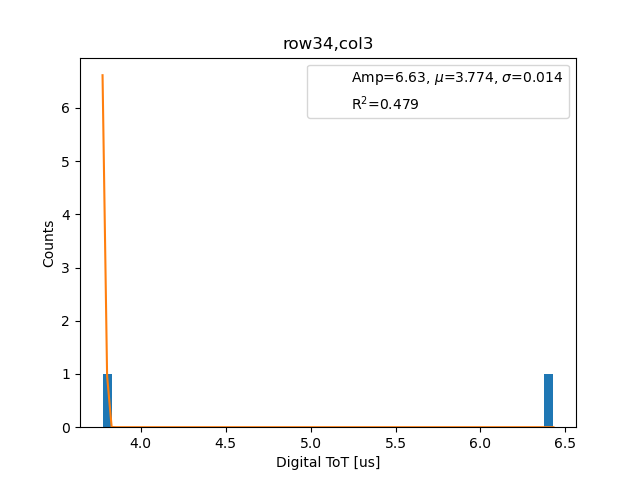 row34,col3
Amp=6.63, μ=3.774, σ=0.014
R²=0.479
6
5
4
3
2
1
0
Counts
4.0 4.5 5.0 5.5 6.0 6.5
Digital ToT [us]